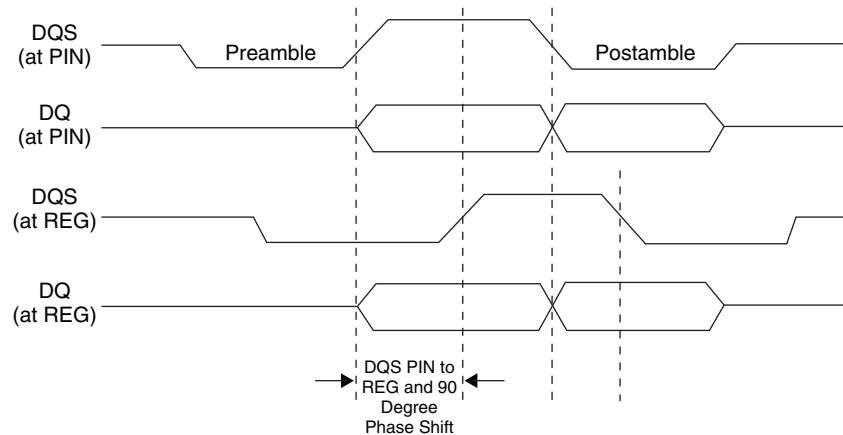 DQS
(at PIN)
Preamble
Postamble
DQ
(at PIN)
DQS
(at REG)
DQ
(at REG)
DQS PIN to
REG and 90
Degree
Phase Shift